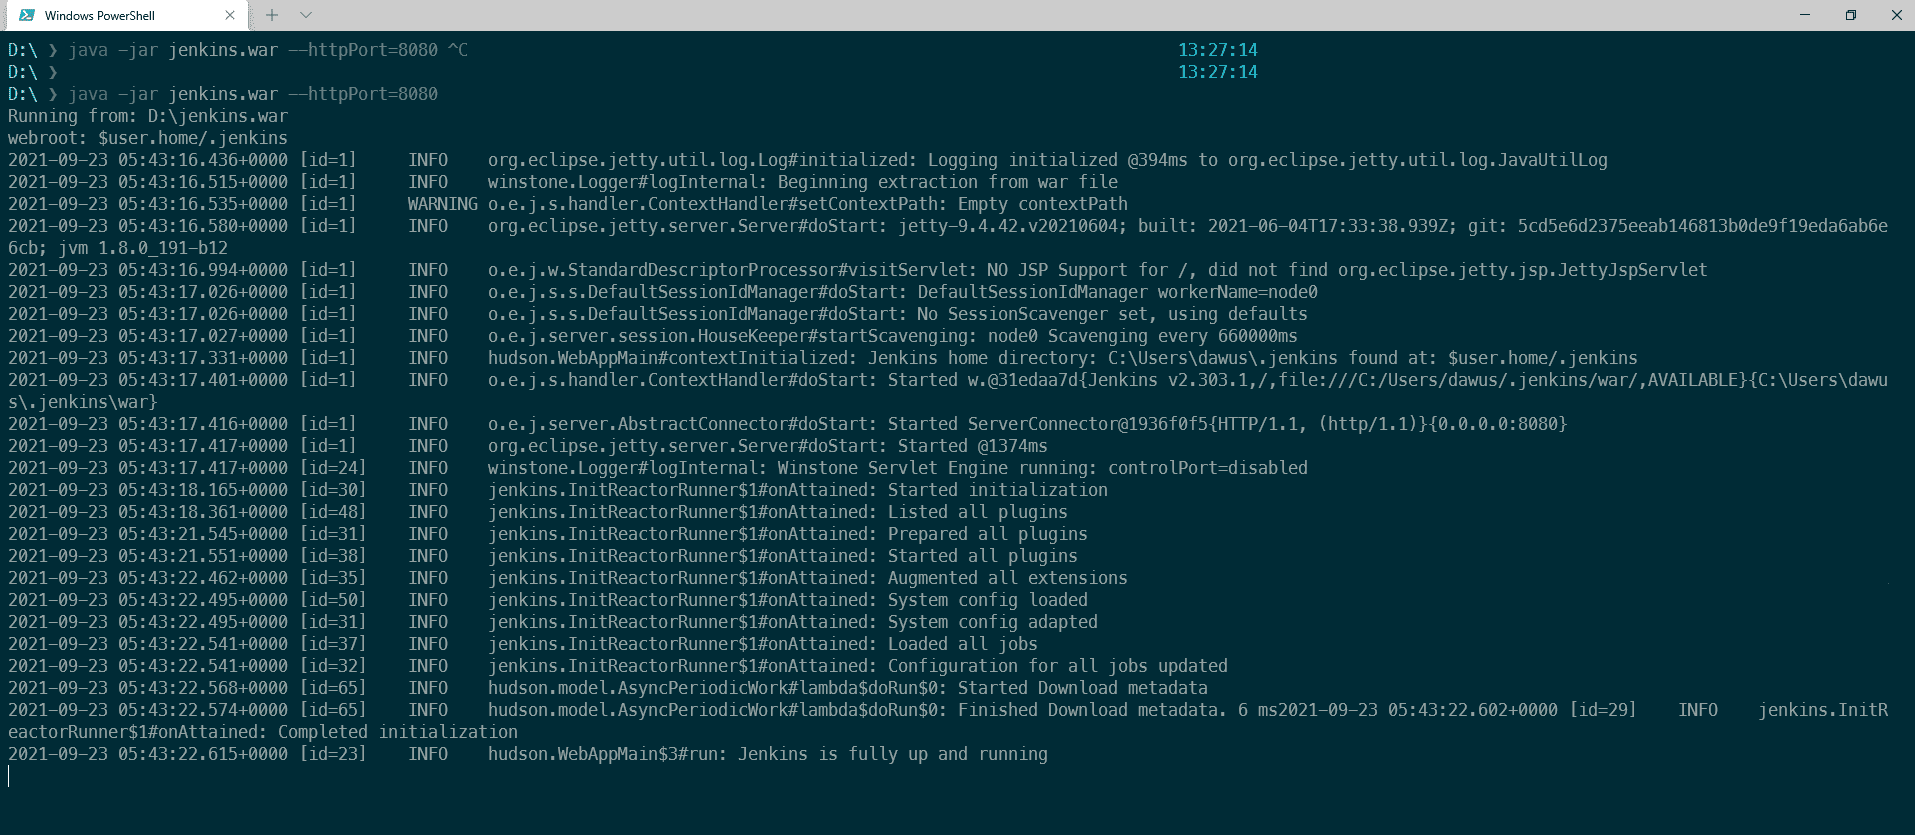 Windows PowerShell
D:\ ❯ java -jar jenkins.war --httpPort=8080 ^C 13:27:14
D:\ ❯ 13:27:14
D:\ ❯ java -jar jenkins.war --httpPort=8080
Running from: D:\jenkins.war
webroot: $user.home/.jenkins
2021-09-23 05:43:16.436+0000 [id=1] INFO org.eclipse.jetty.util.log.Log#initialized: Logging initialized @394ms to org.eclipse.jetty.util.log.JavaUtilLog
2021-09-23 05:43:16.515+0000 [id=1] INFO winstone.Logger#logInternal: Beginning extraction from war file
2021-09-23 05:43:16.535+0000 [id=1] WARNING o.e.j.s.handler.ContextHandler#setContextPath: Empty contextPath
2021-09-23 05:43:16.580+0000 [id=1] INFO org.eclipse.jetty.server.Server#doStart: jetty-9.4.42.v20210604; built: 2021-06-04T17:33:38.939Z; git: 5cd5e6d2375eeab146813b0de9f19eda6ab6e
6cb; jvm 1.8.0_191-b12
2021-09-23 05:43:16.994+0000 [id=1] INFO o.e.j.w.StandardDescriptorProcessor#visitServlet: NO JSP Support for /, did not find org.eclipse.jetty.jsp.JettyJspServlet
2021-09-23 05:43:17.026+0000 [id=1] INFO o.e.j.s.s.DefaultSessionIdManager#doStart: DefaultSessionIdManager workerName=node0
2021-09-23 05:43:17.026+0000 [id=1] INFO o.e.j.s.s.DefaultSessionIdManager#doStart: No SessionScavenger set, using defaults
2021-09-23 05:43:17.027+0000 [id=1] INFO o.e.j.server.session.HouseKeeper#startScavenging: node0 Scavenging every 660000ms
2021-09-23 05:43:17.331+0000 [id=1] INFO hudson.WebAppMain#contextInitialized: Jenkins home directory: C:\Users\dawus\.jenkins found at: $user.home/.jenkins
2021-09-23 05:43:17.401+0000 [id=1] INFO o.e.j.s.handler.ContextHandler#doStart: Started w.@31edaa7d{Jenkins v2.303.1,/,file:///C:/Users/dawus/.jenkins/war/,AVAILABLE}{C:\Users\dawu
s\.jenkins\war}
2021-09-23 05:43:17.416+0000 [id=1] INFO o.e.j.server.AbstractConnector#doStart: Started ServerConnector@1936f0f5{HTTP/1.1, (http/1.1)}{0.0.0.0:8080}
2021-09-23 05:43:17.417+0000 [id=1] INFO org.eclipse.jetty.server.Server#doStart: Started @1374ms
2021-09-23 05:43:17.417+0000 [id=24] INFO winstone.Logger#logInternal: Winstone Servlet Engine running: controlPort=disabled
2021-09-23 05:43:18.165+0000 [id=30] INFO jenkins.InitReactorRunner$1#onAttained: Started initialization
2021-09-23 05:43:18.361+0000 [id=48] INFO jenkins.InitReactorRunner$1#onAttained: Listed all plugins
2021-09-23 05:43:21.545+0000 [id=31] INFO jenkins.InitReactorRunner$1#onAttained: Prepared all plugins
2021-09-23 05:43:21.551+0000 [id=38] INFO jenkins.InitReactorRunner$1#onAttained: Started all plugins
2021-09-23 05:43:22.462+0000 [id=35] INFO jenkins.InitReactorRunner$1#onAttained: Augmented all extensions
2021-09-23 05:43:22.495+0000 [id=50] INFO jenkins.InitReactorRunner$1#onAttained: System config loaded
2021-09-23 05:43:22.495+0000 [id=31] INFO jenkins.InitReactorRunner$1#onAttained: System config adapted
2021-09-23 05:43:22.541+0000 [id=37] INFO jenkins.InitReactorRunner$1#onAttained: Loaded all jobs
2021-09-23 05:43:22.541+0000 [id=32] INFO jenkins.InitReactorRunner$1#onAttained: Configuration for all jobs updated
2021-09-23 05:43:22.568+0000 [id=65] INFO hudson.model.AsyncPeriodicWork#lambda$doRun$0: Started Download metadata
2021-09-23 05:43:22.574+0000 [id=65] INFO hudson.model.AsyncPeriodicWork#lambda$doRun$0: Finished Download metadata. 6 ms2021-09-23 05:43:22.602+0000 [id=29] INFO jenkins.InitR
eactorRunner$1#onAttained: Completed initialization
2021-09-23 05:43:22.615+0000 [id=23] INFO hudson.WebAppMain$3#run: Jenkins is fully up and running